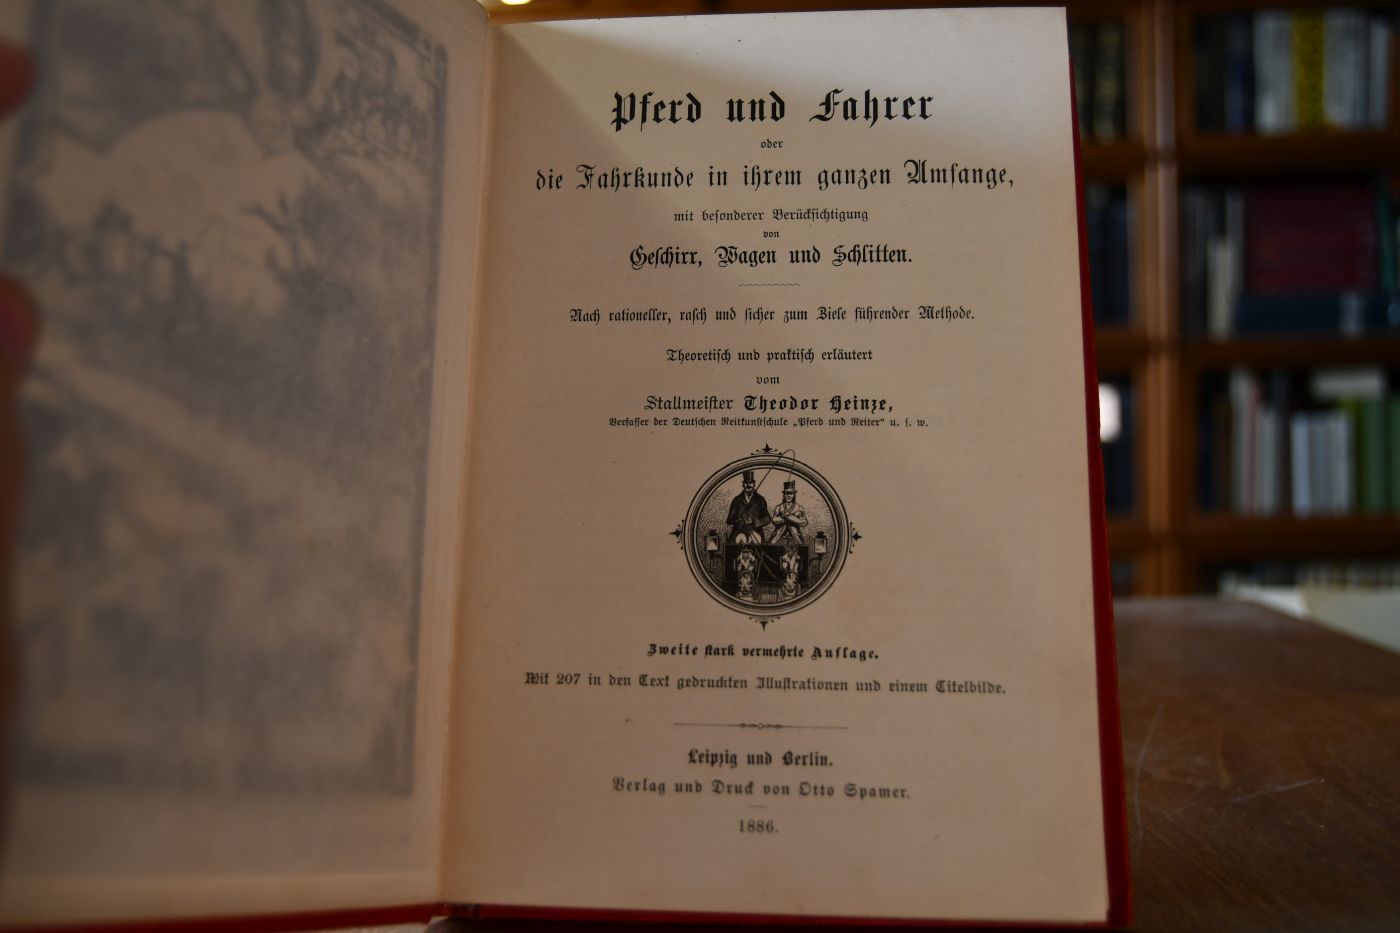 Pferd und Fahrer
oder
die Fahrkunde in ihrem ganzen Umfange,
mit besonderer Berücksichtigung
von
Geschirr, Wagen und Schlitten.
Nach rationeller, rasch und sicher zum Ziele führender Methode.
Theoretisch und praktisch erläutert
vom
Stallmeister Theodor Heinze,
Verfasser der Deutschen Reitkunstschule „Pferd und Reiter“ u. s. w.
Zweite stark vermehrte Auflage.
Mit 207 in den Text gedruckten Illustrationen und einem Titelbilde.
Leipzig und Berlin.
Verlag und Druck von Otto Spamer.
1886.